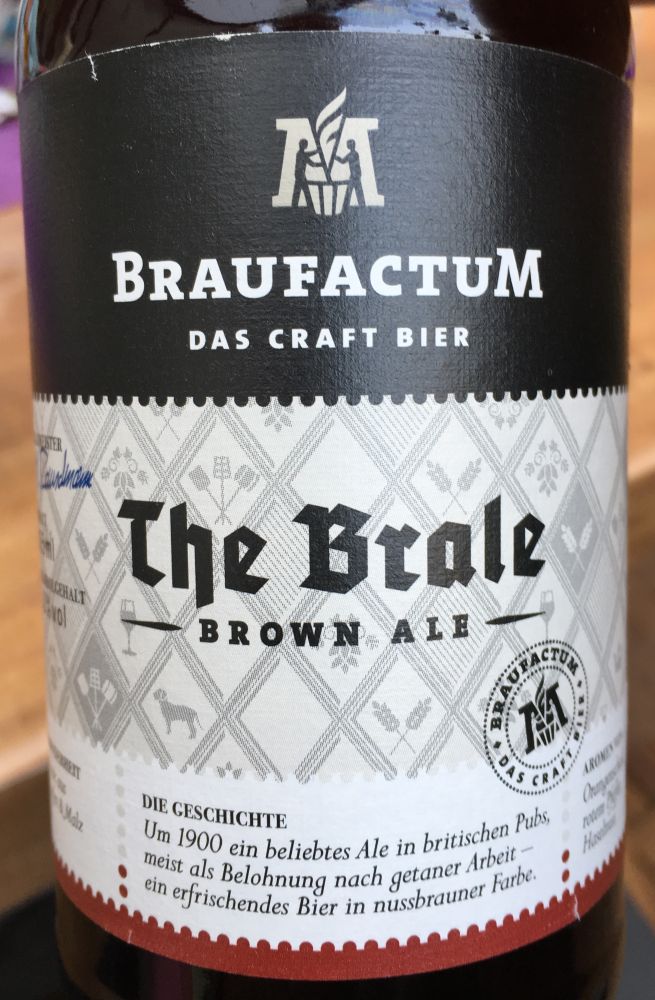 BRAUFACTUM
DAS CRAFT BIER
The Brale
BROWN ALE
BRAUFACTUM
DAS CRAFT BIER
DIE GESCHICHTE
Um 1900 ein beliebtes Ale in britischen Pubs,
meist als Belohnung nach getaner Arbeit –
ein erfrischendes Bier in nussbrauner Farbe.
& Malz